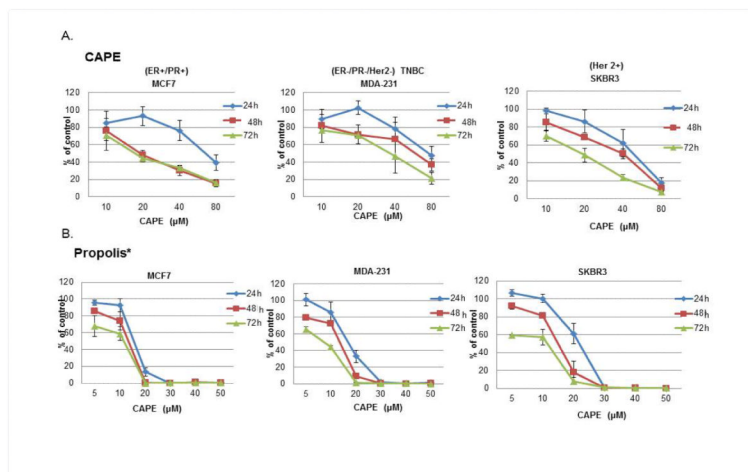 A.
CAPE
(ER+/PR+)
MCF7
120
100
80
60
40
20
0
% of control
10 20 40 80
CAPE (µM)
24h
48h
72h
(ER-/PR-/Her2-) TNBC
MDA-231
120
100
80
60
40
20
0
% of control
10 20 40 80
CAPE (µM)
24h
48h
72h
(Her 2+)
SKBR3
120
100
80
60
40
20
0
% of control
10 20 40 80
CAPE (µM)
24h
48h
72h
B.
Propolis*
MCF7
120
100
80
60
40
20
0
% of control
5 10 20 30 40 50
CAPE (µM)
24h
48h
72h
MDA-231
120
100
80
60
40
20
0
% of control
5 10 20 30 40 50
CAPE (µM)
24h
48h
72h
SKBR3
120
100
80
60
40
20
0
% of control
5 10 20 30 40 50
CAPE (µM)
24h
48h
72h